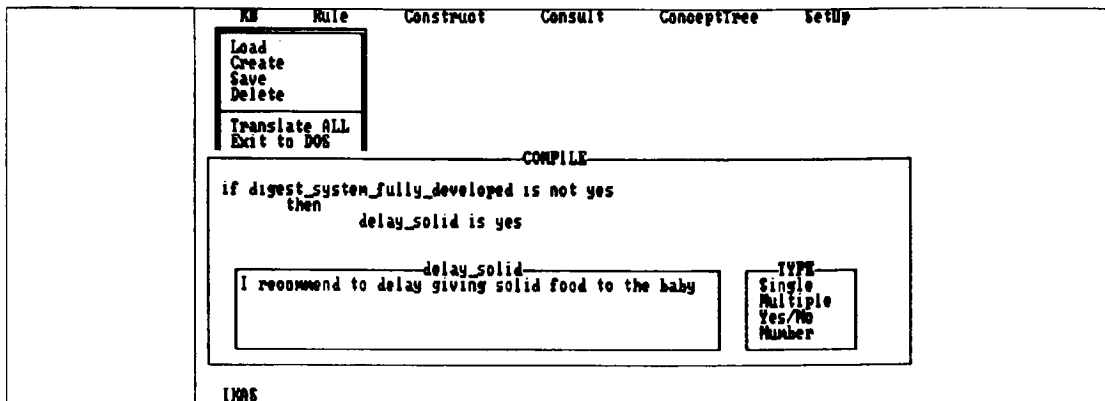 KB Rule Construct Consult ConceptTree SetUp
Load
Create
Save
Delete
Translate ALL
Exit to DOS
COMPILE
if digest_system_fully_developed is not yes
then
delay_solid is yes
delay_solid
I recommend to delay giving solid food to the baby
TYPE
Single
Multiple
Yes/No
Number
IKAS